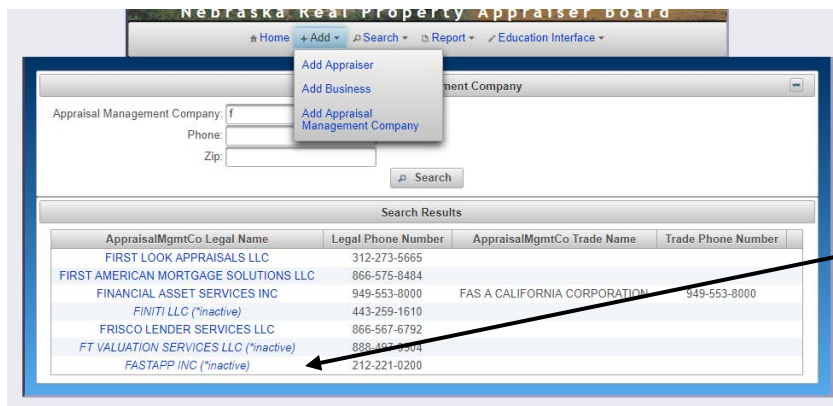 Nebraska Real Property Appraiser Board
Home + Add Search Report Education Interface
Add Appraiser
Add Business
Add Appraisal
Management Company
ment Company
Appraisal Management Company: f
Phone:
Zip:
Search
Search Results
AppraisalMgmtCo Legal Name Legal Phone Number AppraisalMgmtCo Trade Name Trade Phone Number
FIRST LOOK APPRAISALS LLC 312-273-5665
FIRST AMERICAN MORTGAGE SOLUTIONS LLC 866-575-8484
FINANCIAL ASSET SERVICES INC 949-553-8000 FAS A CALIFORNIA CORPORATION 949-553-8000
FINITI LLC (*inactive) 443-259-1610
FRISCO LENDER SERVICES LLC 866-567-6792
FT VALUATION SERVICES LLC (*inactive)
FASTAPP INC (*inactive) 212-221-0200